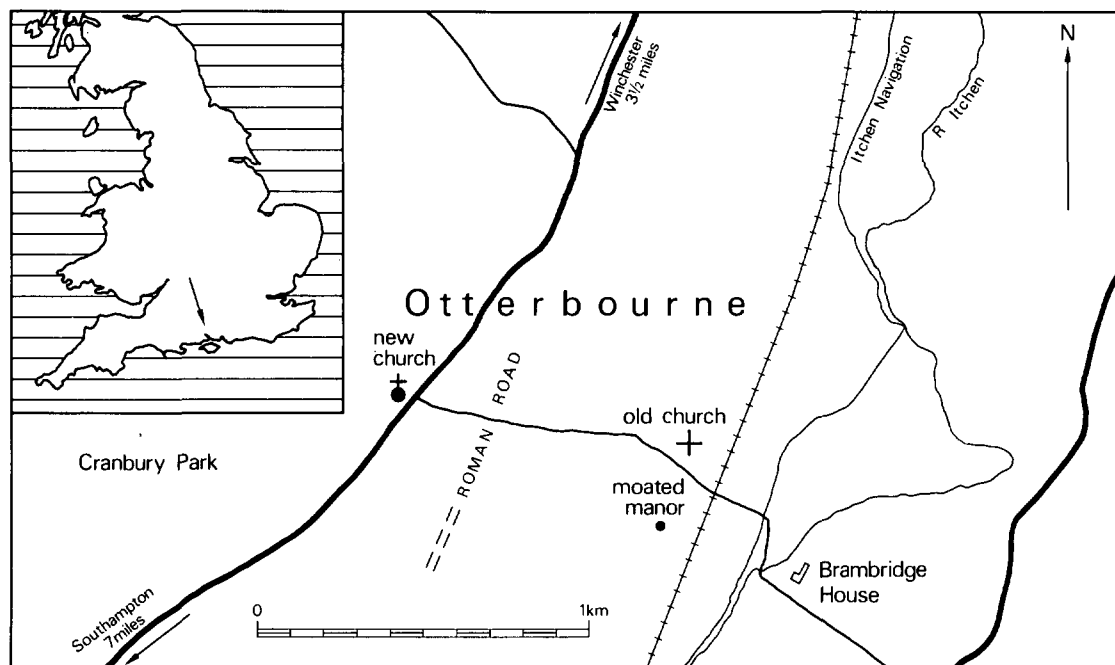 Winchester
3½ miles
Itchen Navigation
R Itchen
N
Otterbourne
new
church
ROMAN ROAD
old church
Cranbury Park
moated
manor
Brambridge
House
Southampton
7miles
0
1km